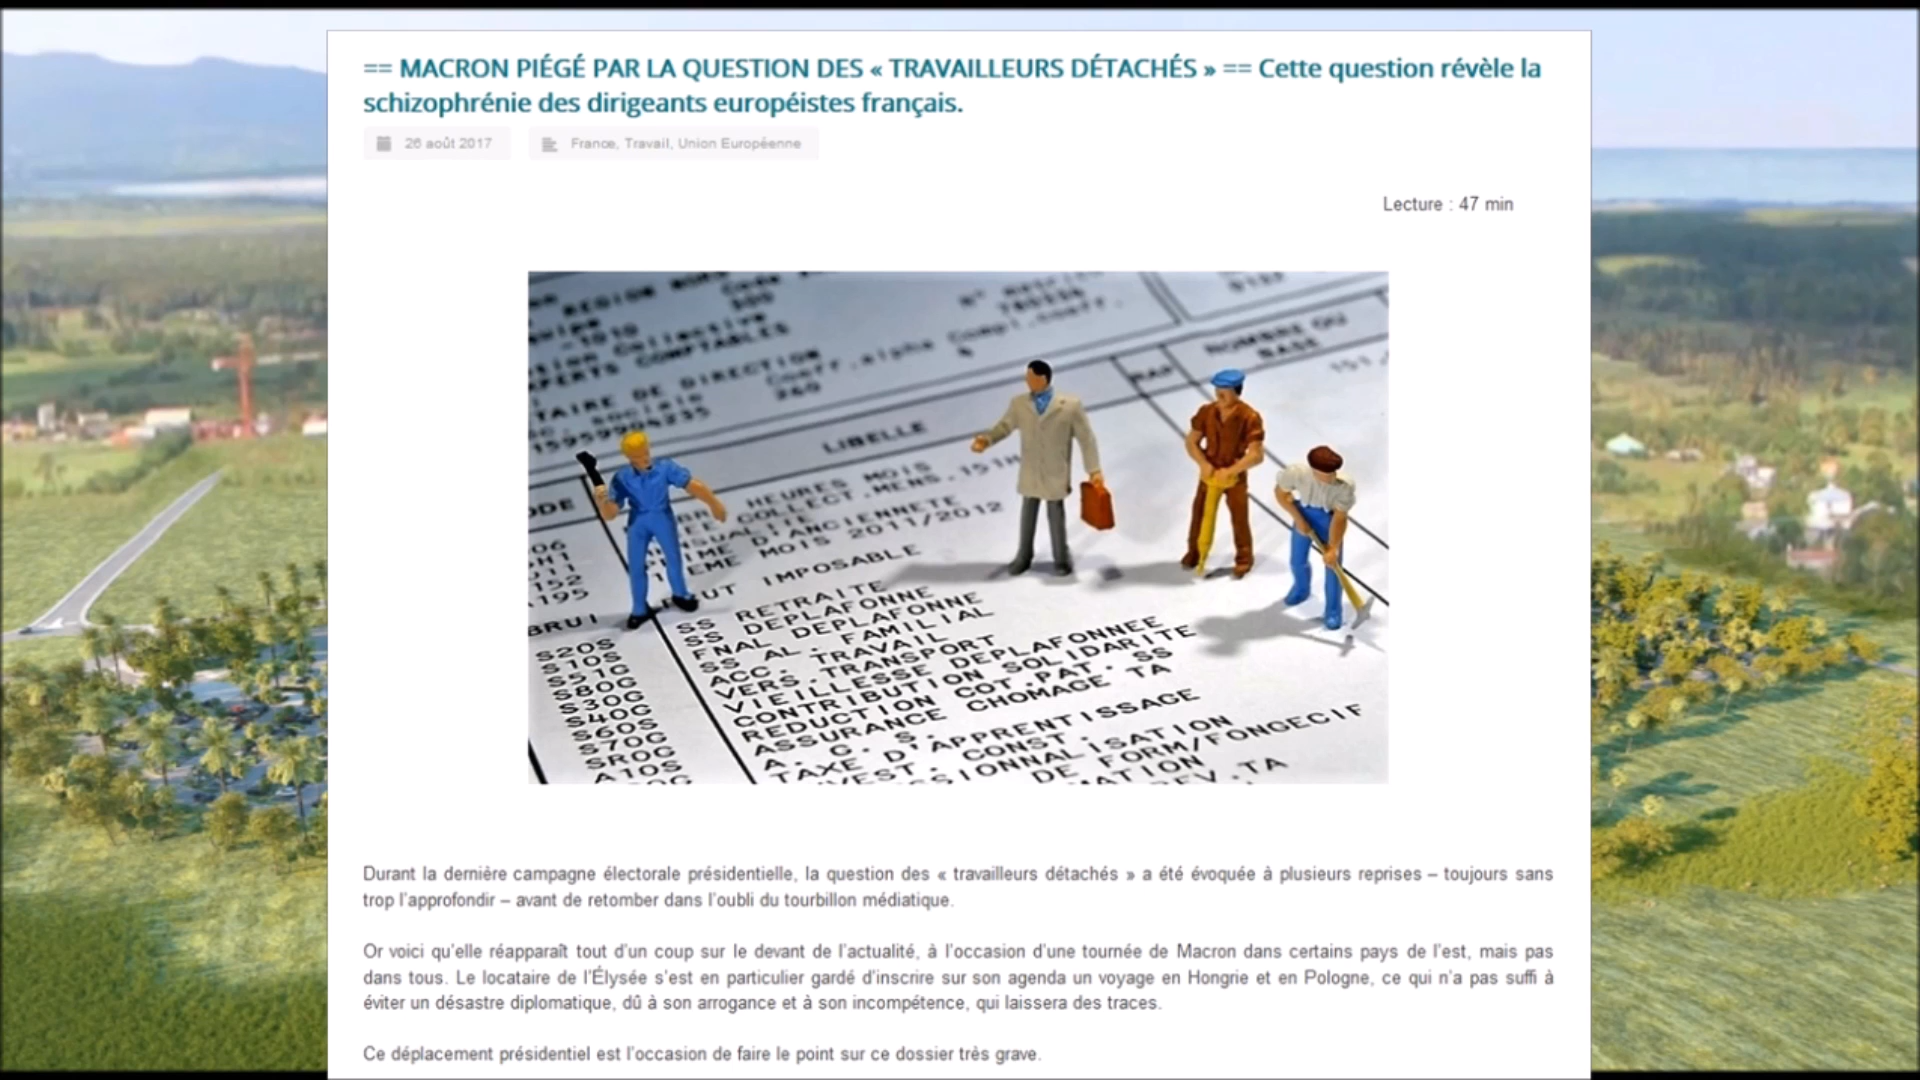 == MACRON PIÉGÉ PAR LA QUESTION DES « TRAVAILLEURS DÉTACHÉS » == Cette question révèle la
schizophrénie des dirigeants européistes français.
26 août 2017
France, Travail, Union Européenne
Lecture : 47 min
LIBELLE
NOMBRE OU
BASE
HEURES MOIS
MOIS 2011/2012
IMPOSABLE
SS RETRAITE
SS DEPLAFONNE
FNAL DEPLAFONNE
SS AL. FAMILIAL
ACC. TRAVAIL
VERS.TRANSPORT
VIEILLESSE DEPLAFONNEE
CONTRIBUTION SOLIDARITE
REDUCTION COT.PAT. SS
ASSURANCE CHOMAGE TA
A. G. S.
TAXE D'APPRENTISSAGE
Durant la dernière campagne électorale présidentielle, la question des « travailleurs détachés » a été évoquée à plusieurs reprises – toujours sans
trop l'approfondir – avant de retomber dans l'oubli du tourbillon médiatique.
Or voici qu'elle réapparaît tout d'un coup sur le devant de l'actualité, à l'occasion d'une tournée de Macron dans certains pays de l'est, mais pas
dans tous. Le locataire de l'Élysée s'est en particulier gardé d'inscrire sur son agenda un voyage en Hongrie et en Pologne, ce qui n'a pas suffi à
éviter un désastre diplomatique, dû à son arrogance et à son incompétence, qui laissera des traces.
Ce déplacement présidentiel est l'occasion de faire le point sur ce dossier très grave.